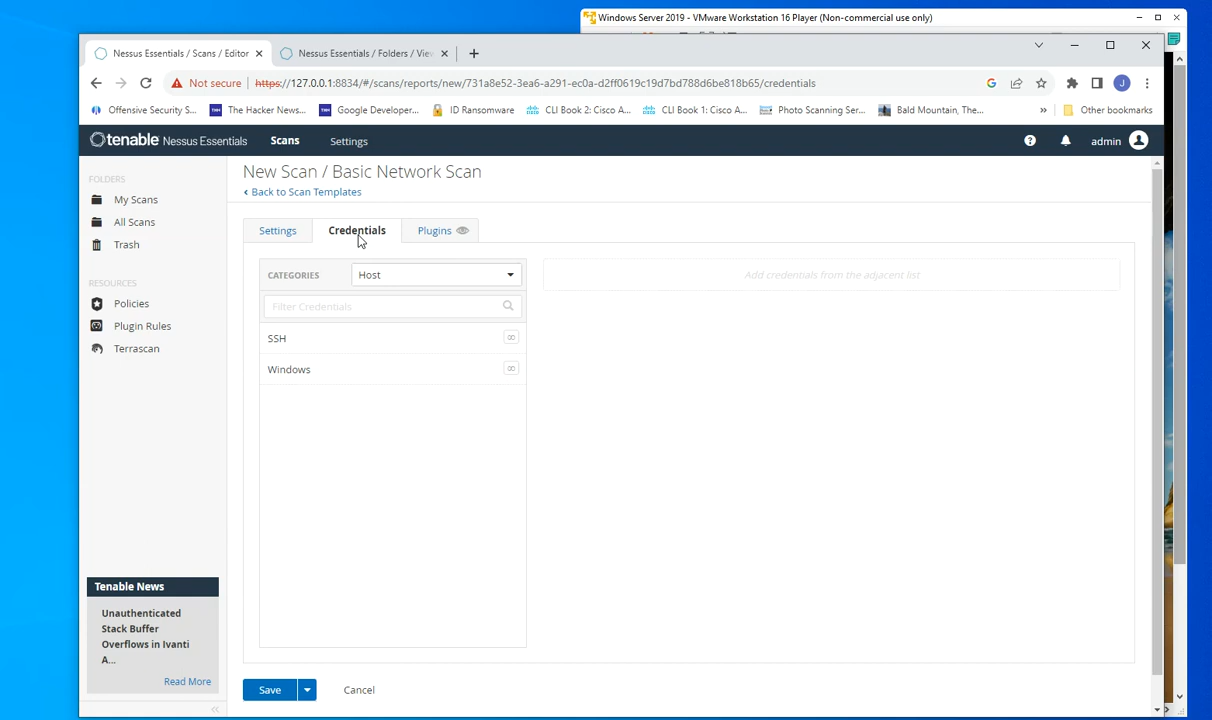 Windows Server 2019 - VMware Workstation 16 Player (Non-commercial use only)
Nessus Essentials / Scans / Editor
Nessus Essentials / Folders / Vie
Not secure
https://127.0.0.1:8834/#/scans/reports/new/731a8e52-3ea6-a291-ec0a-d2ff0619c19d7bd788d6be818b65/credentials
J
Offensive Security S...
The Hacker News...
Google Developer...
ID Ransomware
CLI Book 2: Cisco A...
CLI Book 1: Cisco A...
Photo Scanning Ser...
Bald Mountain, The...
»
Other bookmarks
tenable Nessus Essentials
Scans
Settings
admin
FOLDERS
My Scans
All Scans
Trash
RESOURCES
Policies
Plugin Rules
Terrascan
New Scan / Basic Network Scan
‹ Back to Scan Templates
Settings
Credentials
Plugins
CATEGORIES
Host
Filter Credentials
SSH
∞
Windows
∞
Add credentials from the adjacent list
Tenable News
Unauthenticated
Stack Buffer
Overflows in Ivanti
A...
Read More
Save
Cancel